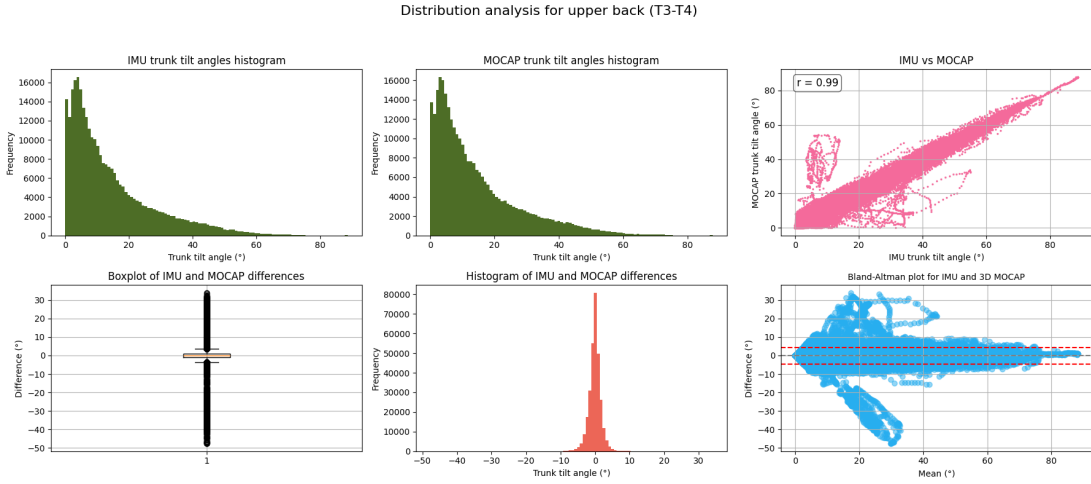 Distribution analysis for upper back (T3-T4)
IMU trunk tilt angles histogram
Frequency
16000
14000
12000
10000
8000
6000
4000
2000
0
0 20 40 60 80
Trunk tilt angle (°)
MOCAP trunk tilt angles histogram
Frequency
16000
14000
12000
10000
8000
6000
4000
2000
0
0 20 40 60 80
Trunk tilt angle (°)
IMU vs MOCAP
r = 0.99
MOCAP trunk tilt angle (°)
80
60
40
20
0
0 20 40 60 80
IMU trunk tilt angle (°)
Boxplot of IMU and MOCAP differences
Difference (°)
30
20
10
0
−10
−20
−30
−40
−50
1
Histogram of IMU and MOCAP differences
Frequency
80000
70000
60000
50000
40000
30000
20000
10000
0
−50 −40 −30 −20 −10 0 10 20 30
Trunk tilt angle (°)
Bland-Altman plot for IMU and 3D MOCAP
Difference (°)
30
20
10
0
−10
−20
−30
−40
−50
0 20 40 60 80
Mean (°)